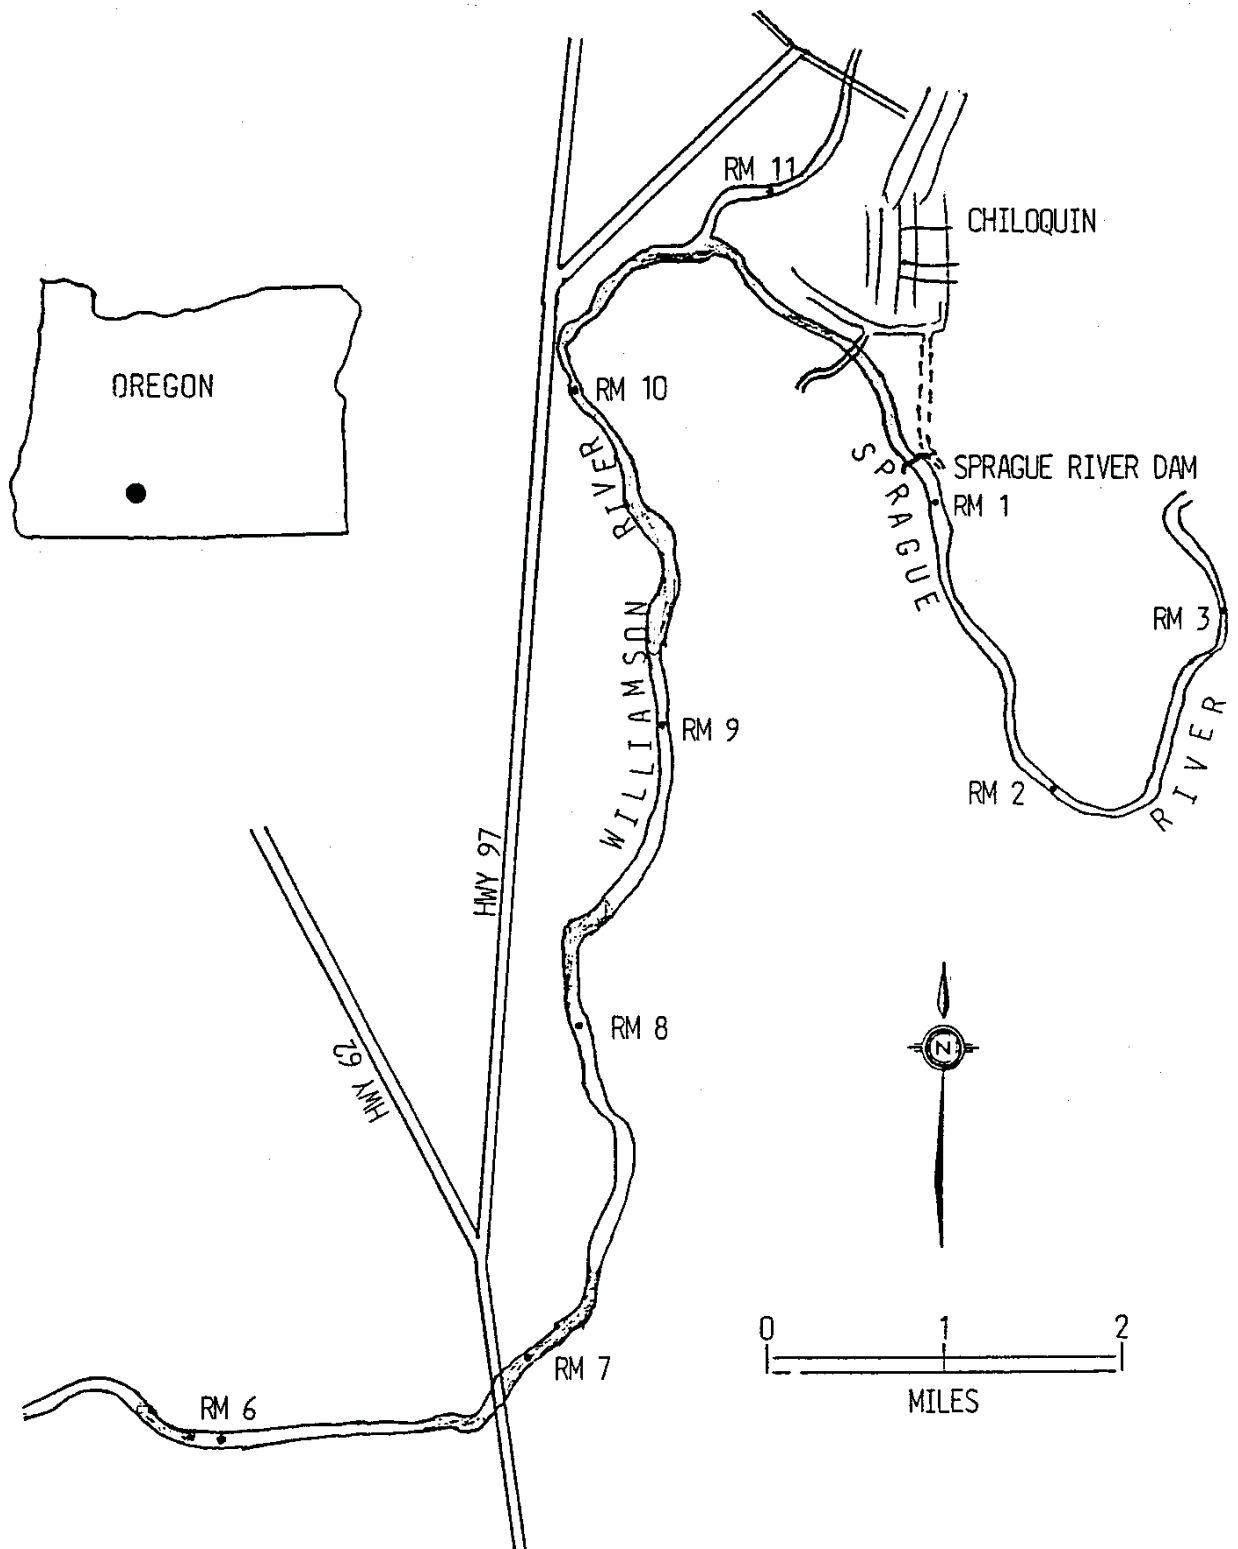 RM 11
CHILOQUIN
OREGON
RM 10
SPRAGUE RIVER DAM
RM 1
SPRAGUE RIVER
RM 3
WILLIAMSON RIVER
RM 9
RM 2
HWY 97
HWY 62
RM 8
N
0 1 2
MILES
RM 7
RM 6